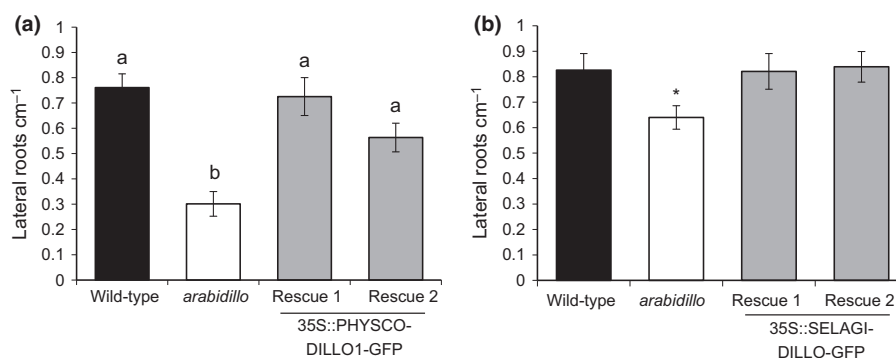 (a)
Lateral roots cm⁻¹
1
0.9
0.8
0.7
0.6
0.5
0.4
0.3
0.2
0.1
0
a
b
a
a
Wild-type
arabidillo
Rescue 1
Rescue 2
35S::PHYSCO-
DILLO1-GFP
(b)
Lateral roots cm⁻¹
1
0.9
0.8
0.7
0.6
0.5
0.4
0.3
0.2
0.1
0
*
Wild-type
arabidillo
Rescue 1
Rescue 2
35S::SELAGI-
DILLO-GFP